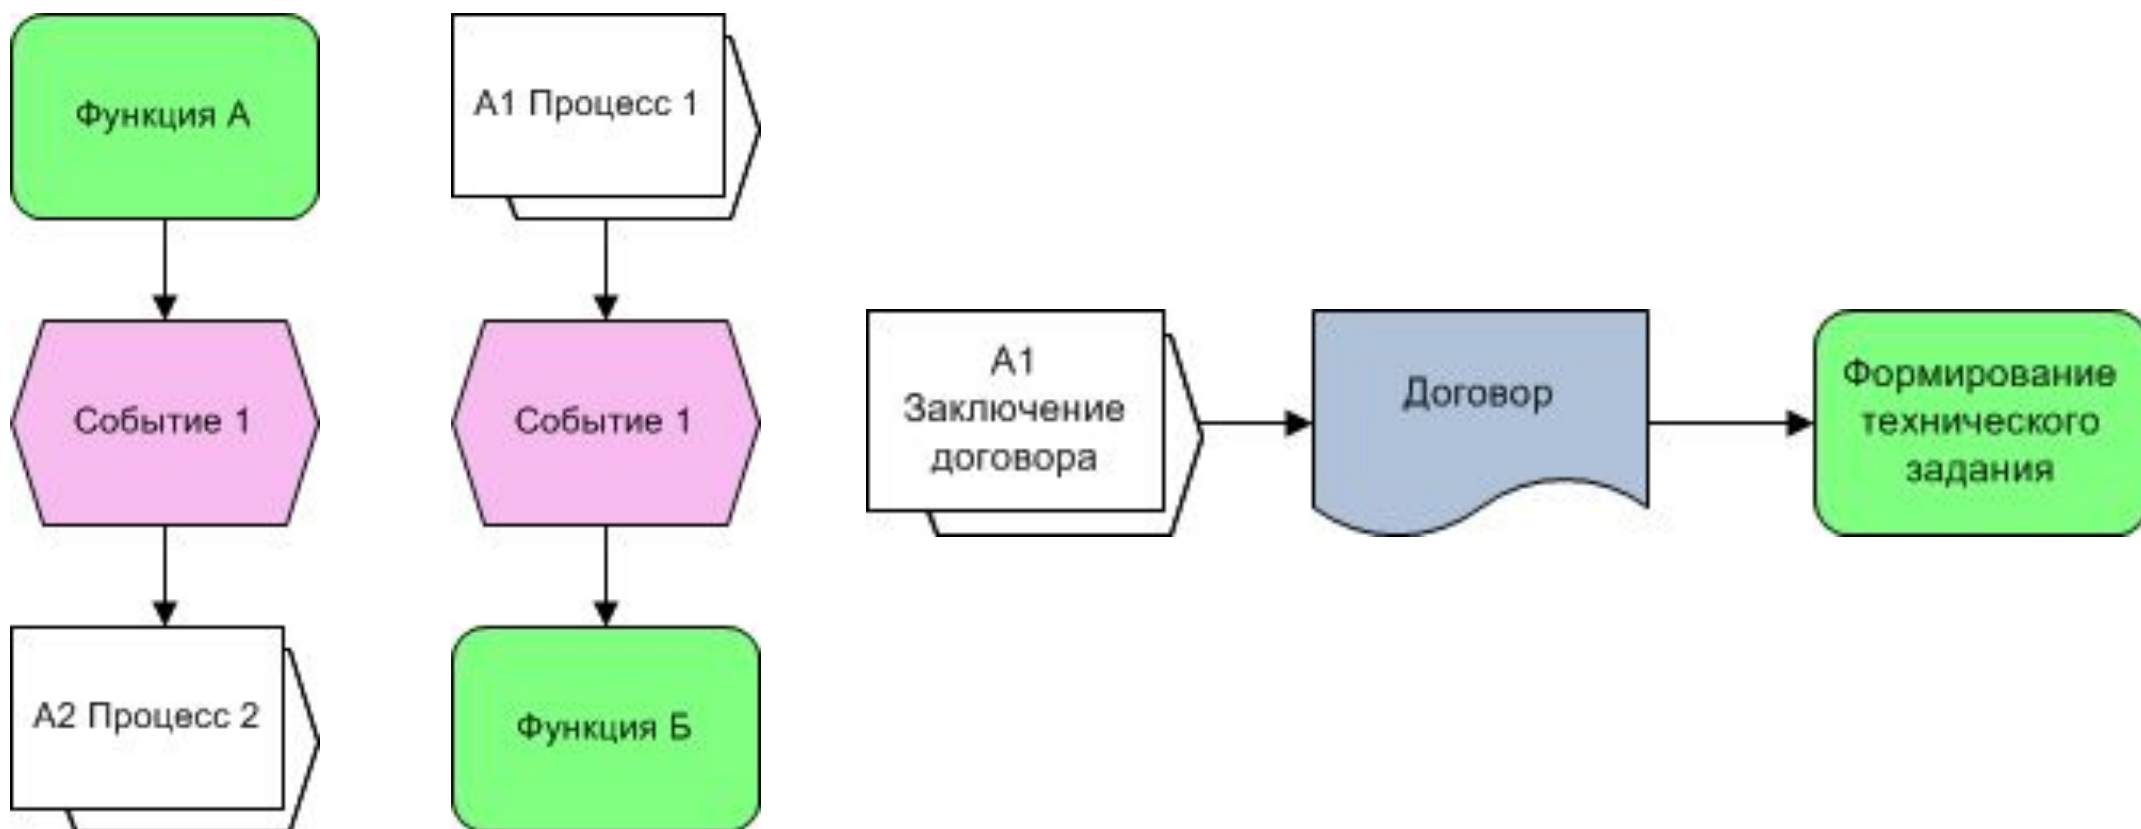 Функция А
Событие 1
А2 Процесс 2
А1 Процесс 1
Событие 1
Функция Б
А1
Заключение
договора
Договор
Формирование
технического
задания